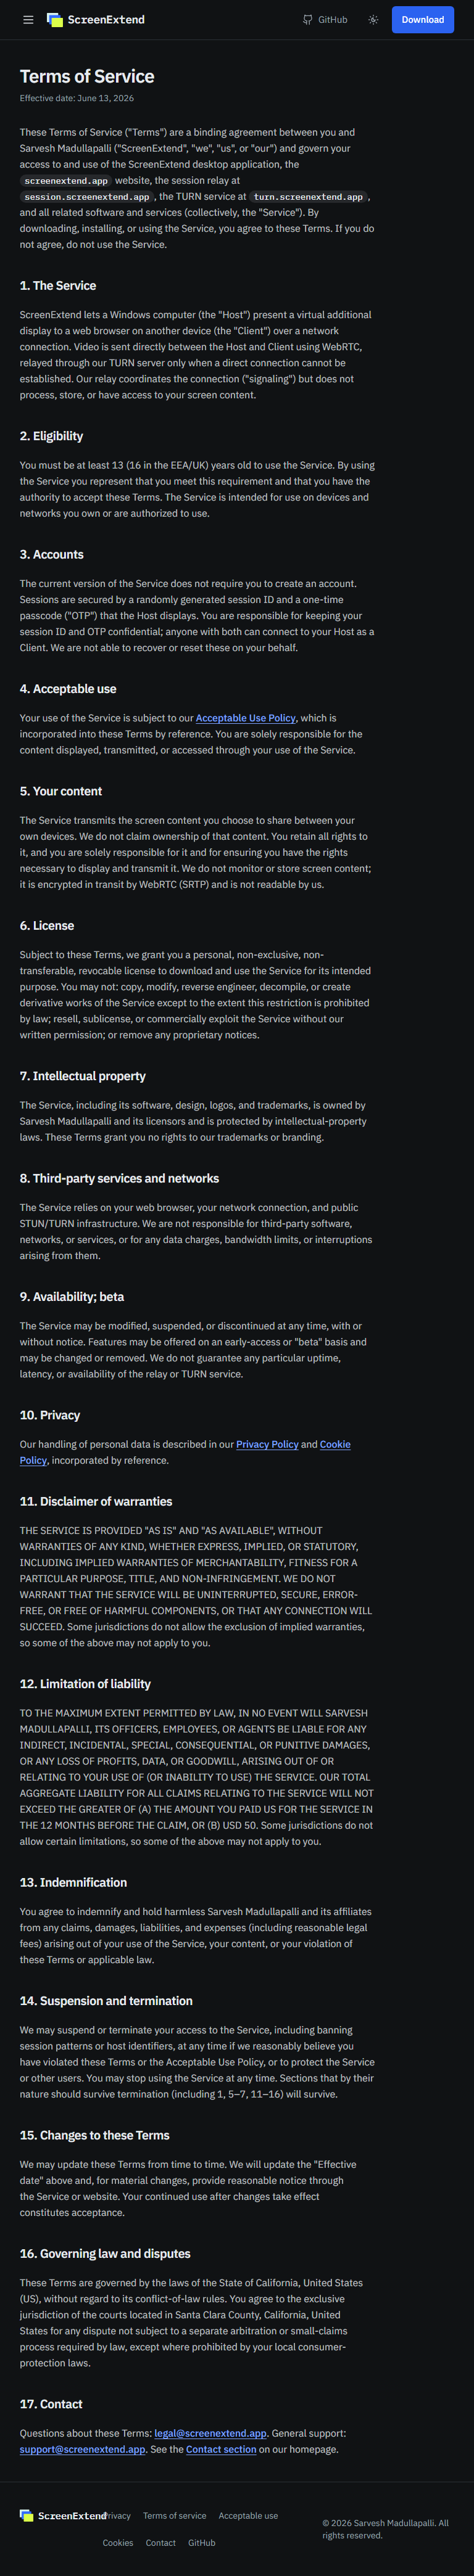 ScreenExtend
GitHub
Download
Terms of Service
Effective date: June 13, 2026
These Terms of Service ("Terms") are a binding agreement between you and
Sarvesh Madullapalli ("ScreenExtend", "we", "us", or "our") and govern your
access to and use of the ScreenExtend desktop application, the
screenextend.app website, the session relay at
session.screenextend.app, the TURN service at turn.screenextend.app,
and all related software and services (collectively, the "Service"). By
downloading, installing, or using the Service, you agree to these Terms. If you do
not agree, do not use the Service.
1. The Service
ScreenExtend lets a Windows computer (the "Host") present a virtual additional
display to a web browser on another device (the "Client") over a network
connection. Video is sent directly between the Host and Client using WebRTC,
relayed through our TURN server only when a direct connection cannot be
established. Our relay coordinates the connection ("signaling") but does not
process, store, or have access to your screen content.
2. Eligibility
You must be at least 13 (16 in the EEA/UK) years old to use the Service. By using
the Service you represent that you meet this requirement and that you have the
authority to accept these Terms. The Service is intended for use on devices and
networks you own or are authorized to use.
3. Accounts
The current version of the Service does not require you to create an account.
Sessions are secured by a randomly generated session ID and a one-time
passcode ("OTP") that the Host displays. You are responsible for keeping your
session ID and OTP confidential; anyone with both can connect to your Host as a
Client. We are not able to recover or reset these on your behalf.
4. Acceptable use
Your use of the Service is subject to our Acceptable Use Policy, which is
incorporated into these Terms by reference. You are solely responsible for the
content displayed, transmitted, or accessed through your use of the Service.
5. Your content
The Service transmits the screen content you choose to share between your
own devices. We do not claim ownership of that content. You retain all rights to
it, and you are solely responsible for it and for ensuring you have the rights
necessary to display and transmit it. We do not monitor or store screen content;
it is encrypted in transit by WebRTC (SRTP) and is not readable by us.
6. License
Subject to these Terms, we grant you a personal, non-exclusive, non-
transferable, revocable license to download and use the Service for its intended
purpose. You may not: copy, modify, reverse engineer, decompile, or create
derivative works of the Service except to the extent this restriction is prohibited
by law; resell, sublicense, or commercially exploit the Service without our
written permission; or remove any proprietary notices.
7. Intellectual property
The Service, including its software, design, logos, and trademarks, is owned by
Sarvesh Madullapalli and its licensors and is protected by intellectual-property
laws. These Terms grant you no rights to our trademarks or branding.
8. Third-party services and networks
The Service relies on your web browser, your network connection, and public
STUN/TURN infrastructure. We are not responsible for third-party software,
networks, or services, or for any data charges, bandwidth limits, or interruptions
arising from them.
9. Availability; beta
The Service may be modified, suspended, or discontinued at any time, with or
without notice. Features may be offered on an early-access or "beta" basis and
may be changed or removed. We do not guarantee any particular uptime,
latency, or availability of the relay or TURN service.
10. Privacy
Our handling of personal data is described in our Privacy Policy and Cookie
Policy, incorporated by reference.
11. Disclaimer of warranties
THE SERVICE IS PROVIDED "AS IS" AND "AS AVAILABLE", WITHOUT
WARRANTIES OF ANY KIND, WHETHER EXPRESS, IMPLIED, OR STATUTORY,
INCLUDING IMPLIED WARRANTIES OF MERCHANTABILITY, FITNESS FOR A
PARTICULAR PURPOSE, TITLE, AND NON-INFRINGEMENT. WE DO NOT
WARRANT THAT THE SERVICE WILL BE UNINTERRUPTED, SECURE, ERROR-
FREE, OR FREE OF HARMFUL COMPONENTS, OR THAT ANY CONNECTION WILL
SUCCEED. Some jurisdictions do not allow the exclusion of implied warranties,
so some of the above may not apply to you.
12. Limitation of liability
TO THE MAXIMUM EXTENT PERMITTED BY LAW, IN NO EVENT WILL SARVESH
MADULLAPALLI, ITS OFFICERS, EMPLOYEES, OR AGENTS BE LIABLE FOR ANY
INDIRECT, INCIDENTAL, SPECIAL, CONSEQUENTIAL, OR PUNITIVE DAMAGES,
OR ANY LOSS OF PROFITS, DATA, OR GOODWILL, ARISING OUT OF OR
RELATING TO YOUR USE OF (OR INABILITY TO USE) THE SERVICE. OUR TOTAL
AGGREGATE LIABILITY FOR ALL CLAIMS RELATING TO THE SERVICE WILL NOT
EXCEED THE GREATER OF (A) THE AMOUNT YOU PAID US FOR THE SERVICE IN
THE 12 MONTHS BEFORE THE CLAIM, OR (B) USD 50. Some jurisdictions do not
allow certain limitations, so some of the above may not apply to you.
13. Indemnification
You agree to indemnify and hold harmless Sarvesh Madullapalli and its affiliates
from any claims, damages, liabilities, and expenses (including reasonable legal
fees) arising out of your use of the Service, your content, or your violation of
these Terms or applicable law.
14. Suspension and termination
We may suspend or terminate your access to the Service, including banning
session patterns or host identifiers, at any time if we reasonably believe you
have violated these Terms or the Acceptable Use Policy, or to protect the Service
or other users. You may stop using the Service at any time. Sections that by their
nature should survive termination (including 1, 5–7, 11–16) will survive.
15. Changes to these Terms
We may update these Terms from time to time. We will update the "Effective
date" above and, for material changes, provide reasonable notice through
the Service or website. Your continued use after changes take effect
constitutes acceptance.
16. Governing law and disputes
These Terms are governed by the laws of the State of California, United States
(US), without regard to its conflict-of-law rules. You agree to the exclusive
jurisdiction of the courts located in Santa Clara County, California, United
States for any dispute not subject to a separate arbitration or small-claims
process required by law, except where prohibited by your local consumer-
protection laws.
17. Contact
Questions about these Terms: legal@screenextend.app. General support:
support@screenextend.app. See the Contact section on our homepage.
ScreenExtend
Privacy
Terms of service
Acceptable use
Cookies
Contact
GitHub
© 2026 Sarvesh Madullapalli. All
rights reserved.